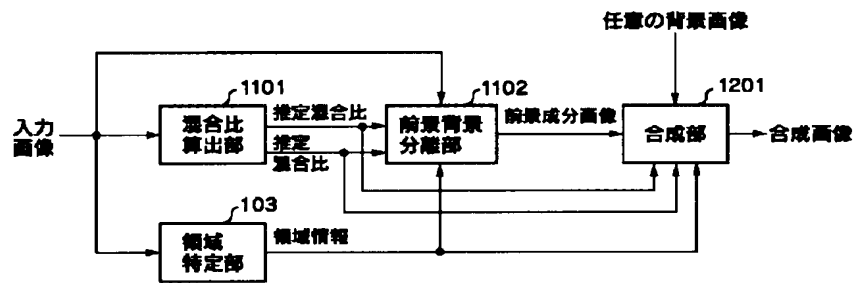 任意の背景画像
1101
1102
1201
入力
画像
混合比
算出部
推定混合比
推定
混合比
前景背景
分離部
前景成分画像
合成部
合成画像
103
領域
特定部
領域情報